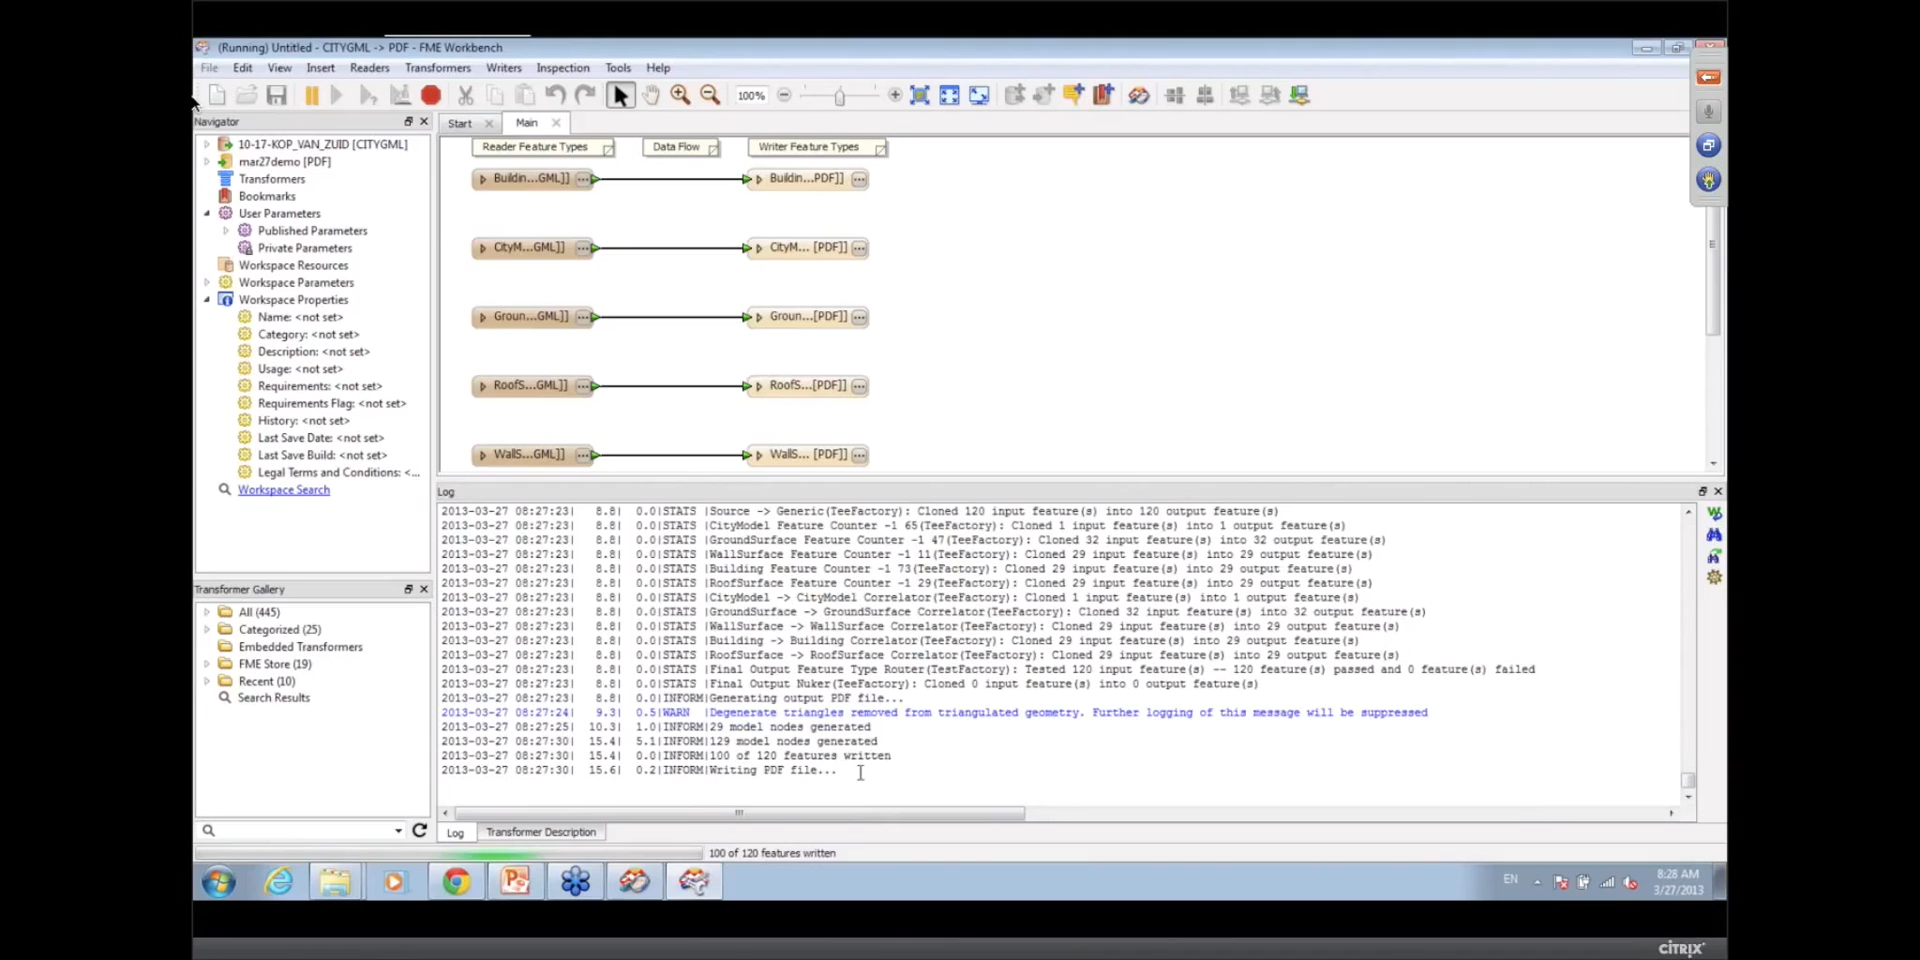 (Running) Untitled - CITYGML -> PDF - FME Workbench
File Edit View Insert Readers Transformers Writers Inspection Tools Help
100%
Navigator
Start Main
10-17-KOP_VAN_ZUID [CITYGML]
mar27demo [PDF]
Transformers
Bookmarks
User Parameters
Published Parameters
Private Parameters
Workspace Resources
Workspace Parameters
Workspace Properties
Name: <not set>
Category: <not set>
Description: <not set>
Usage: <not set>
Requirements: <not set>
Requirements Flag: <not set>
History: <not set>
Last Save Date: <not set>
Last Save Build: <not set>
Legal Terms and Conditions: <...
Workspace Search
Reader Feature Types Data Flow Writer Feature Types
Buildin...GML]] Buildin...PDF]]
CityM...GML]] CityM... [PDF]]
Groun...GML]] Groun...[PDF]]
RoofS...GML]] RoofS...[PDF]]
WallS...GML]] WallS... [PDF]]
Transformer Gallery
All (445)
Categorized (25)
Embedded Transformers
FME Store (19)
Recent (10)
Search Results
Log
2013-03-27 08:27:23| 8.8| 0.0|STATS |Source -> Generic(TeeFactory): Cloned 120 input feature(s) into 120 output feature(s)
2013-03-27 08:27:23| 8.8| 0.0|STATS |CityModel Feature Counter -1 65(TeeFactory): Cloned 1 input feature(s) into 1 output feature(s)
2013-03-27 08:27:23| 8.8| 0.0|STATS |GroundSurface Feature Counter -1 47(TeeFactory): Cloned 32 input feature(s) into 32 output feature(s)
2013-03-27 08:27:23| 8.8| 0.0|STATS |WallSurface Feature Counter -1 11(TeeFactory): Cloned 29 input feature(s) into 29 output feature(s)
2013-03-27 08:27:23| 8.8| 0.0|STATS |Building Feature Counter -1 73(TeeFactory): Cloned 29 input feature(s) into 29 output feature(s)
2013-03-27 08:27:23| 8.8| 0.0|STATS |RoofSurface Feature Counter -1 29(TeeFactory): Cloned 29 input feature(s) into 29 output feature(s)
2013-03-27 08:27:23| 8.8| 0.0|STATS |CityModel -> CityModel Correlator(TeeFactory): Cloned 1 input feature(s) into 1 output feature(s)
2013-03-27 08:27:23| 8.8| 0.0|STATS |GroundSurface -> GroundSurface Correlator(TeeFactory): Cloned 32 input feature(s) into 32 output feature(s)
2013-03-27 08:27:23| 8.8| 0.0|STATS |WallSurface -> WallSurface Correlator(TeeFactory): Cloned 29 input feature(s) into 29 output feature(s)
2013-03-27 08:27:23| 8.8| 0.0|STATS |Building -> Building Correlator(TeeFactory): Cloned 29 input feature(s) into 29 output feature(s)
2013-03-27 08:27:23| 8.8| 0.0|STATS |RoofSurface -> RoofSurface Correlator(TeeFactory): Cloned 29 input feature(s) into 29 output feature(s)
2013-03-27 08:27:23| 8.8| 0.0|STATS |Final Output Feature Type Router(TestFactory): Tested 120 input feature(s) -- 120 feature(s) passed and 0 feature(s) failed
2013-03-27 08:27:23| 8.8| 0.0|STATS |Final Output Nuker(TeeFactory): Cloned 0 input feature(s) into 0 output feature(s)
2013-03-27 08:27:23| 8.8| 0.0|INFORM|Generating output PDF file...
2013-03-27 08:27:24| 9.3| 0.5|WARN |Degenerate triangles removed from triangulated geometry. Further logging of this message will be suppressed
2013-03-27 08:27:25| 10.3| 1.0|INFORM|29 model nodes generated
2013-03-27 08:27:30| 15.4| 5.1|INFORM|129 model nodes generated
2013-03-27 08:27:30| 15.4| 0.0|INFORM|100 of 120 features written
2013-03-27 08:27:30| 15.6| 0.2|INFORM|Writing PDF file...
Log Transformer Description
100 of 120 features written
EN
8:28 AM
3/27/2013
CITRIX